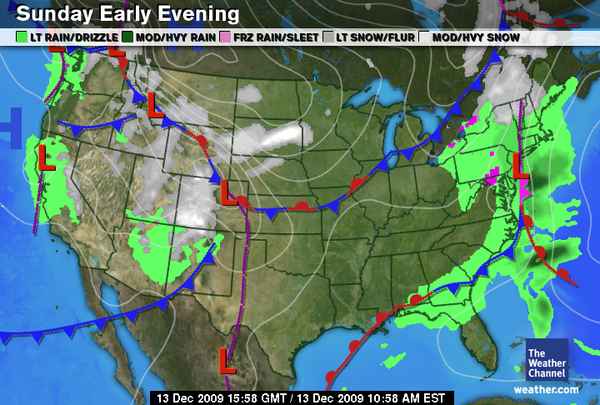 Sunday Early Evening
LT RAIN/DRIZZLE MOD/HVY RAIN FRZ RAIN/SLEET LT SNOW/FLUR MOD/HVY SNOW
L
L
L
H
L
L
L
L
The
Weather
Channel
weather.com
13 Dec 2009 15:58 GMT / 13 Dec 2009 10:58 AM EST